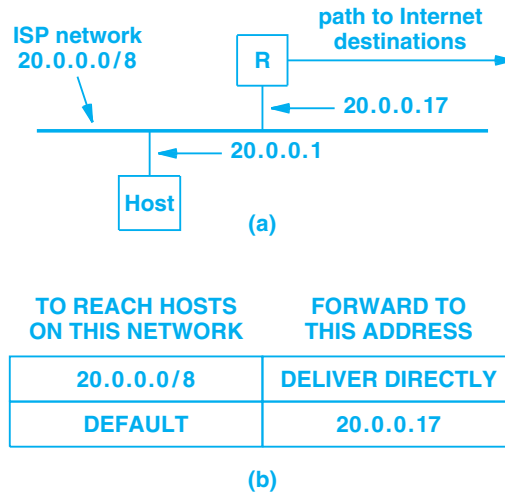 ISP network
20.0.0.0/8
R
path to Internet
destinations
20.0.0.17
20.0.0.1
Host
(a)
TO REACH HOSTS
ON THIS NETWORK
FORWARD TO
THIS ADDRESS
20.0.0.0/8
DELIVER DIRECTLY
DEFAULT
20.0.0.17
(b)